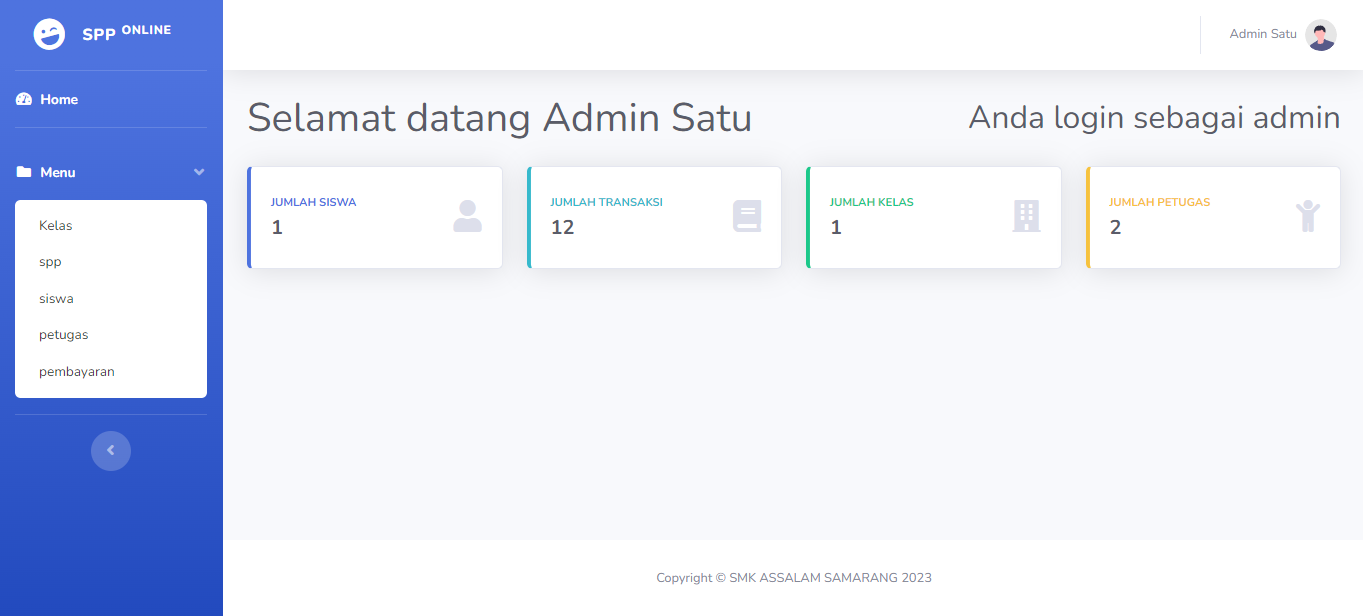 SPP ONLINE
Home
Menu
Kelas
spp
siswa
petugas
pembayaran
Admin Satu
Selamat datang Admin Satu
Anda login sebagai admin
JUMLAH SISWA
1
JUMLAH TRANSAKSI
12
JUMLAH KELAS
1
JUMLAH PETUGAS
2
Copyright © SMK ASSALAM SAMARANG 2023